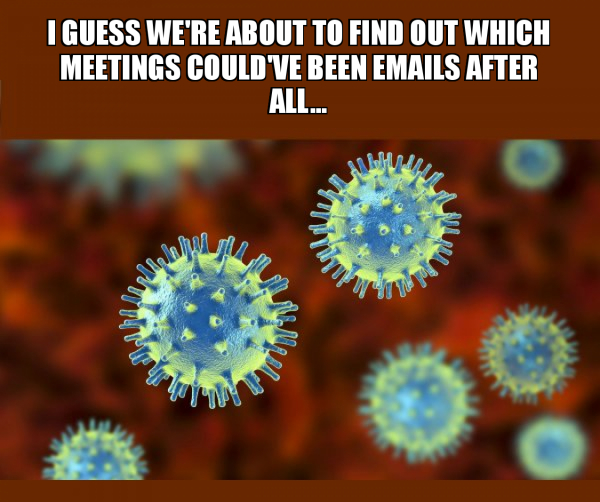 I GUESS WE'RE ABOUT TO FIND OUT WHICH
MEETINGS COULD'VE BEEN EMAILS AFTER
ALL...